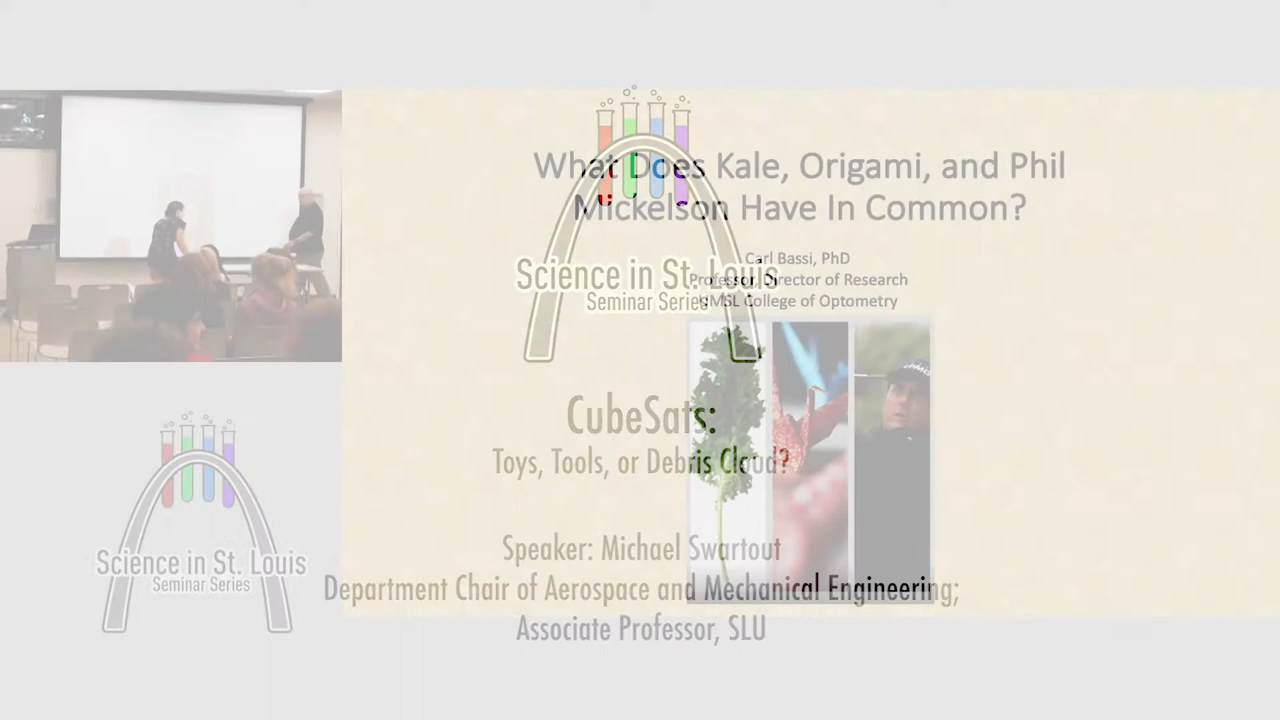 What Does Kale, Origami, and Phil
Mickelson Have In Common?
Carl Bassi, PhD
Professor, Director of Research
UMSL College of Optometry
Science in St. Louis
Seminar Series
CubeSats:
Toys, Tools, or Debris Cloud?
Speaker: Michael Swartout
Department Chair of Aerospace and Mechanical Engineering;
Associate Professor, SLU
Science in St. Louis
Seminar Series